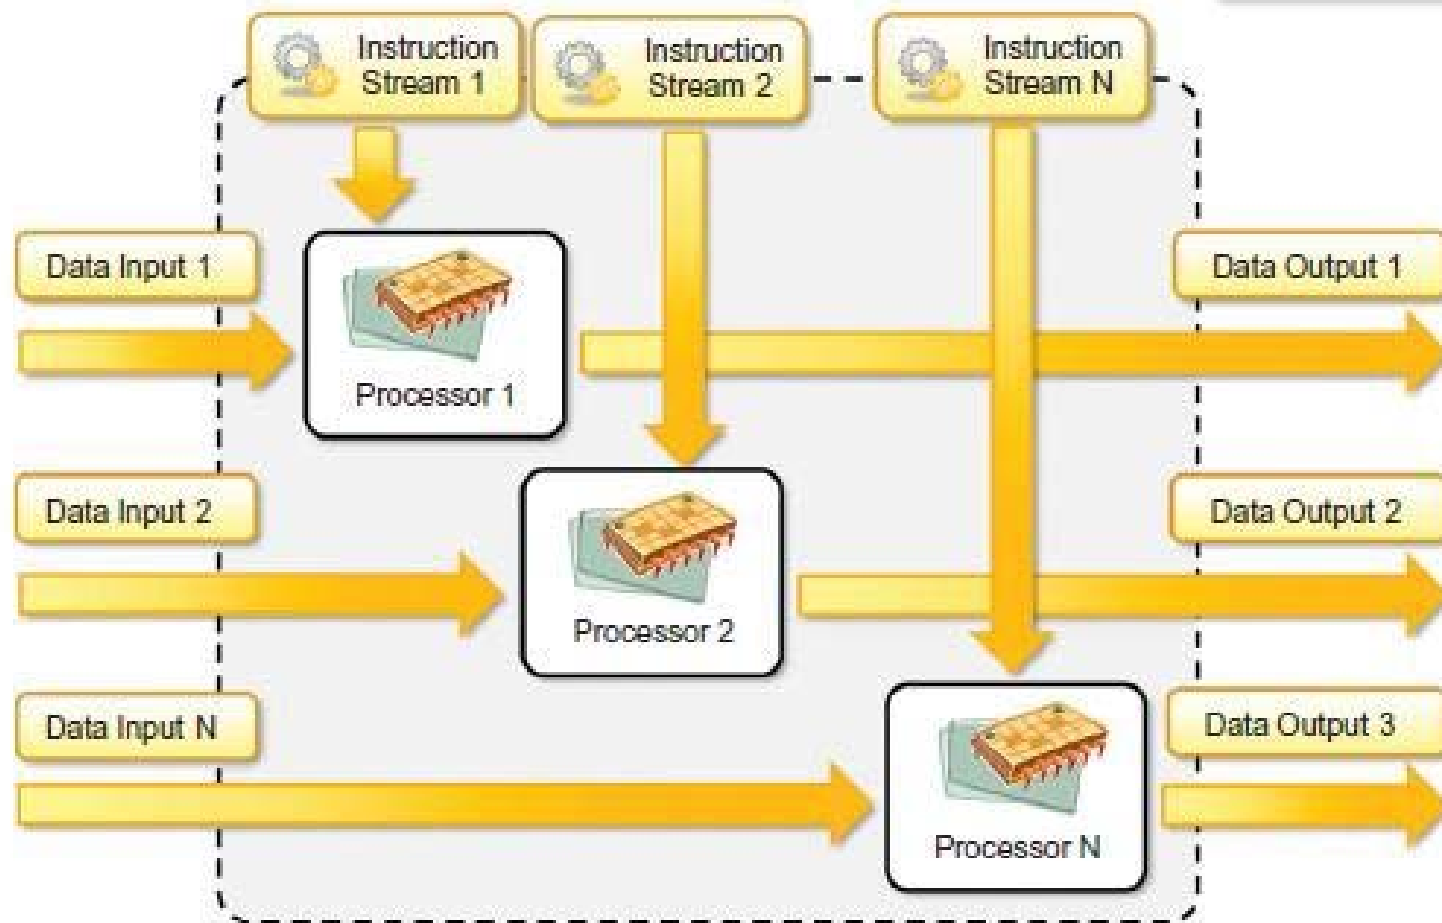 Instruction
Stream 1
Instruction
Stream 2
Instruction
Stream N
Data Input 1
Processor 1
Data Output 1
Data Input 2
Processor 2
Data Output 2
Data Input N
Processor N
Data Output 3